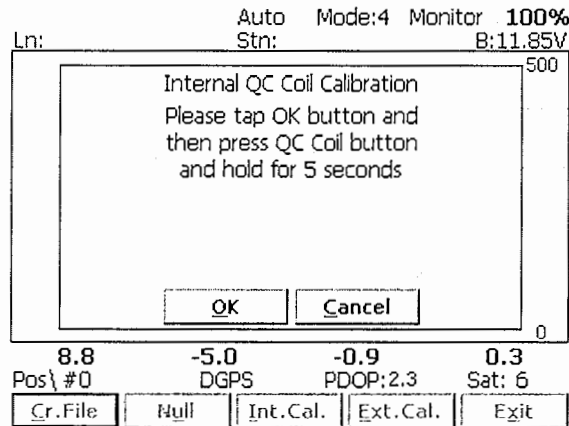 Auto Mode:4 Monitor 100%
Ln: Stn: B:11.85V
500
Internal QC Coil Calibration
Please tap OK button and
then press QC Coil button
and hold for 5 seconds
OK Cancel
0
8.8 -5.0 -0.9 0.3
Pos\ #0 DGPS PDOP:2.3 Sat: 6
Cr.File Null Int.Cal. Ext.Cal. Exit